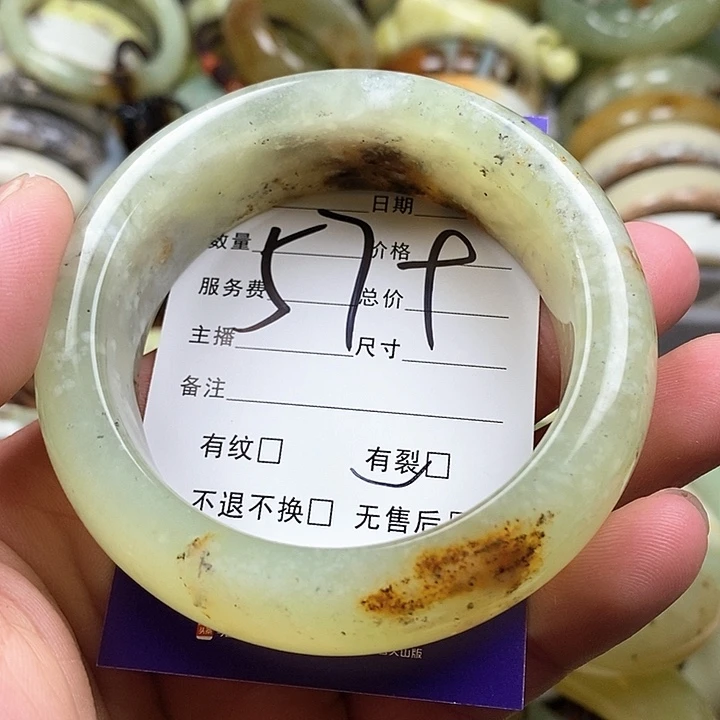 日期
数量 价格
579
服务费 总价
主播 尺寸
备注
有纹□ 有裂□
不退不换□ 无售后□